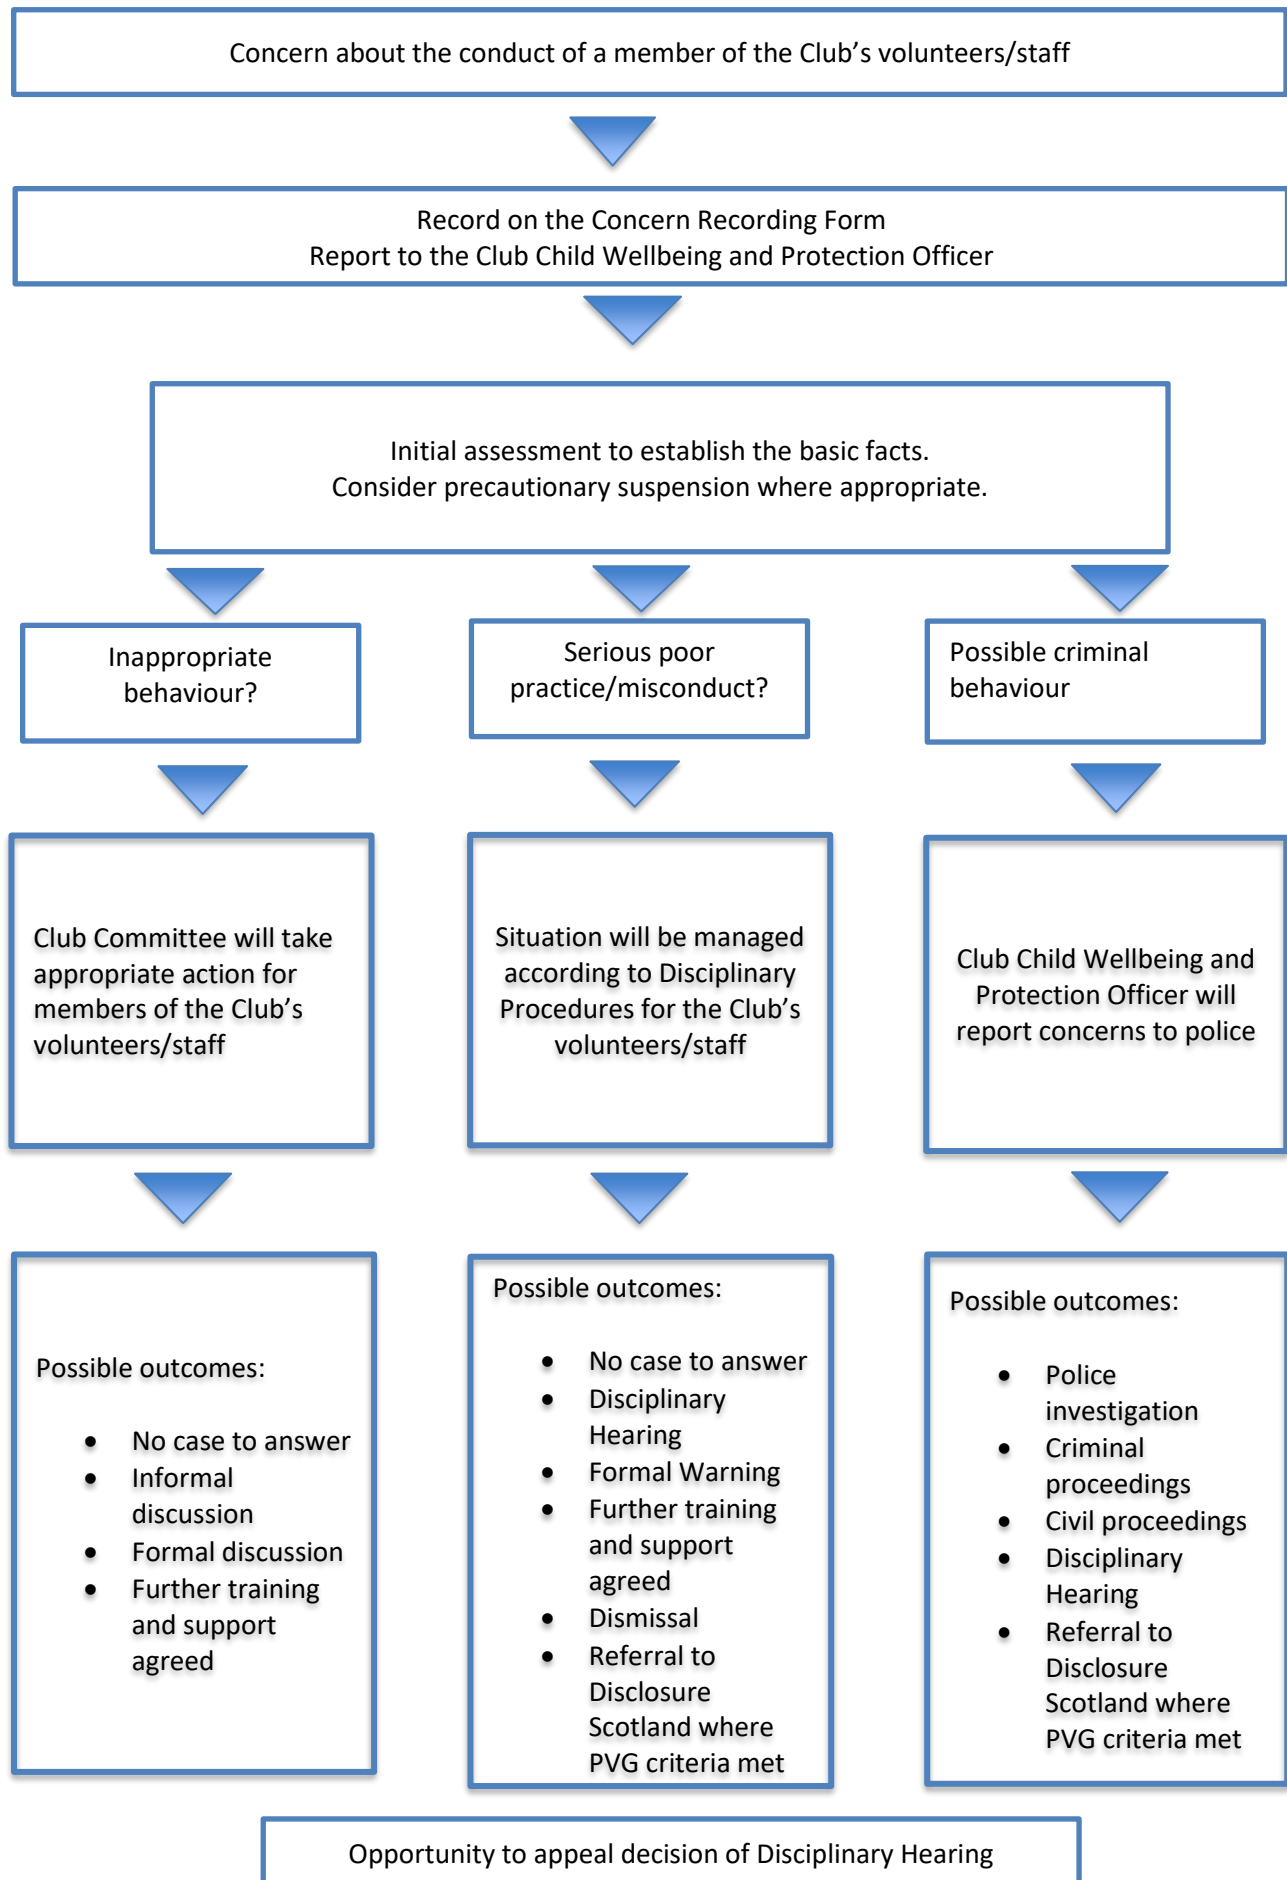 Concern about the conduct of a member of the Club’s volunteers/staff
Record on the Concern Recording Form
Report to the Club Child Wellbeing and Protection Officer
Initial assessment to establish the basic facts.
Consider precautionary suspension where appropriate.
Inappropriate
behaviour?
Serious poor
practice/misconduct?
Possible criminal
behaviour
Club Committee will take
appropriate action for
members of the Club’s
volunteers/staff
Situation will be managed
according to Disciplinary
Procedures for the Club’s
volunteers/staff
Club Child Wellbeing and
Protection Officer will
report concerns to police
Possible outcomes:
• No case to answer
• Informal
discussion
• Formal discussion
• Further training
and support
agreed
Possible outcomes:
• No case to answer
• Disciplinary
Hearing
• Formal Warning
• Further training
and support
agreed
• Dismissal
• Referral to
Disclosure
Scotland where
PVG criteria met
Possible outcomes:
• Police
investigation
• Criminal
proceedings
• Civil proceedings
• Disciplinary
Hearing
• Referral to
Disclosure
Scotland where
PVG criteria met
Opportunity to appeal decision of Disciplinary Hearing